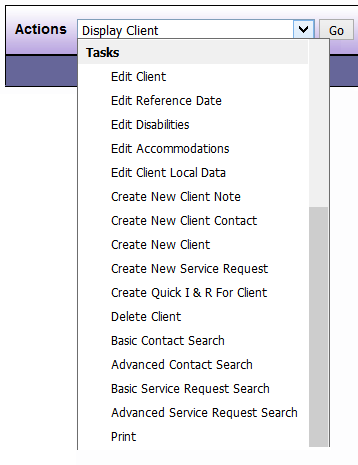 Actions Display Client Go
Tasks
Edit Client
Edit Reference Date
Edit Disabilities
Edit Accommodations
Edit Client Local Data
Create New Client Note
Create New Client Contact
Create New Client
Create New Service Request
Create Quick I & R For Client
Delete Client
Basic Contact Search
Advanced Contact Search
Basic Service Request Search
Advanced Service Request Search
Print